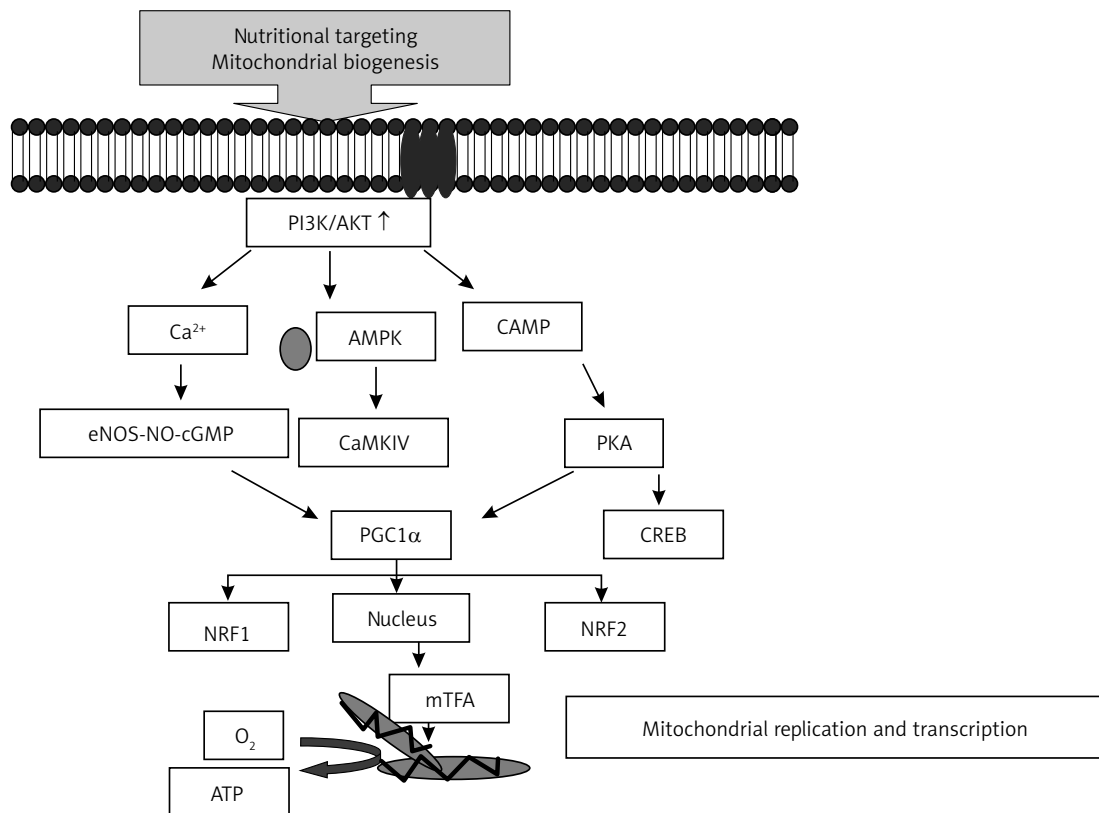 Nutritional targeting
Mitochondrial biogenesis
PI3K/AKT ↑
Ca²⁺
AMPK
CAMP
eNOS-NO-cGMP
CaMKIV
PKA
PGC1α
CREB
NRF1
Nucleus
NRF2
mTFA
O₂
Mitochondrial replication and transcription
ATP